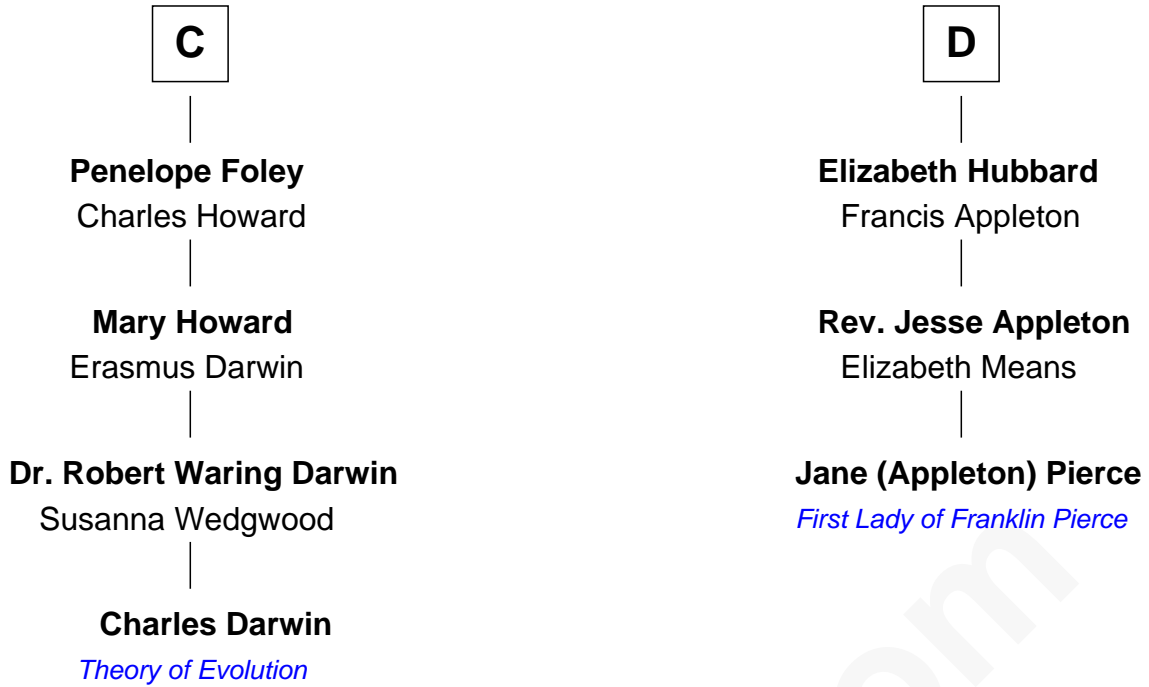 C
Penelope Foley
Charles Howard
Mary Howard
Erasmus Darwin
Dr. Robert Waring Darwin
Susanna Wedgwood
Charles Darwin
Theory of Evolution
D
Elizabeth Hubbard
Francis Appleton
Rev. Jesse Appleton
Elizabeth Means
Jane (Appleton) Pierce
First Lady of Franklin Pierce
om